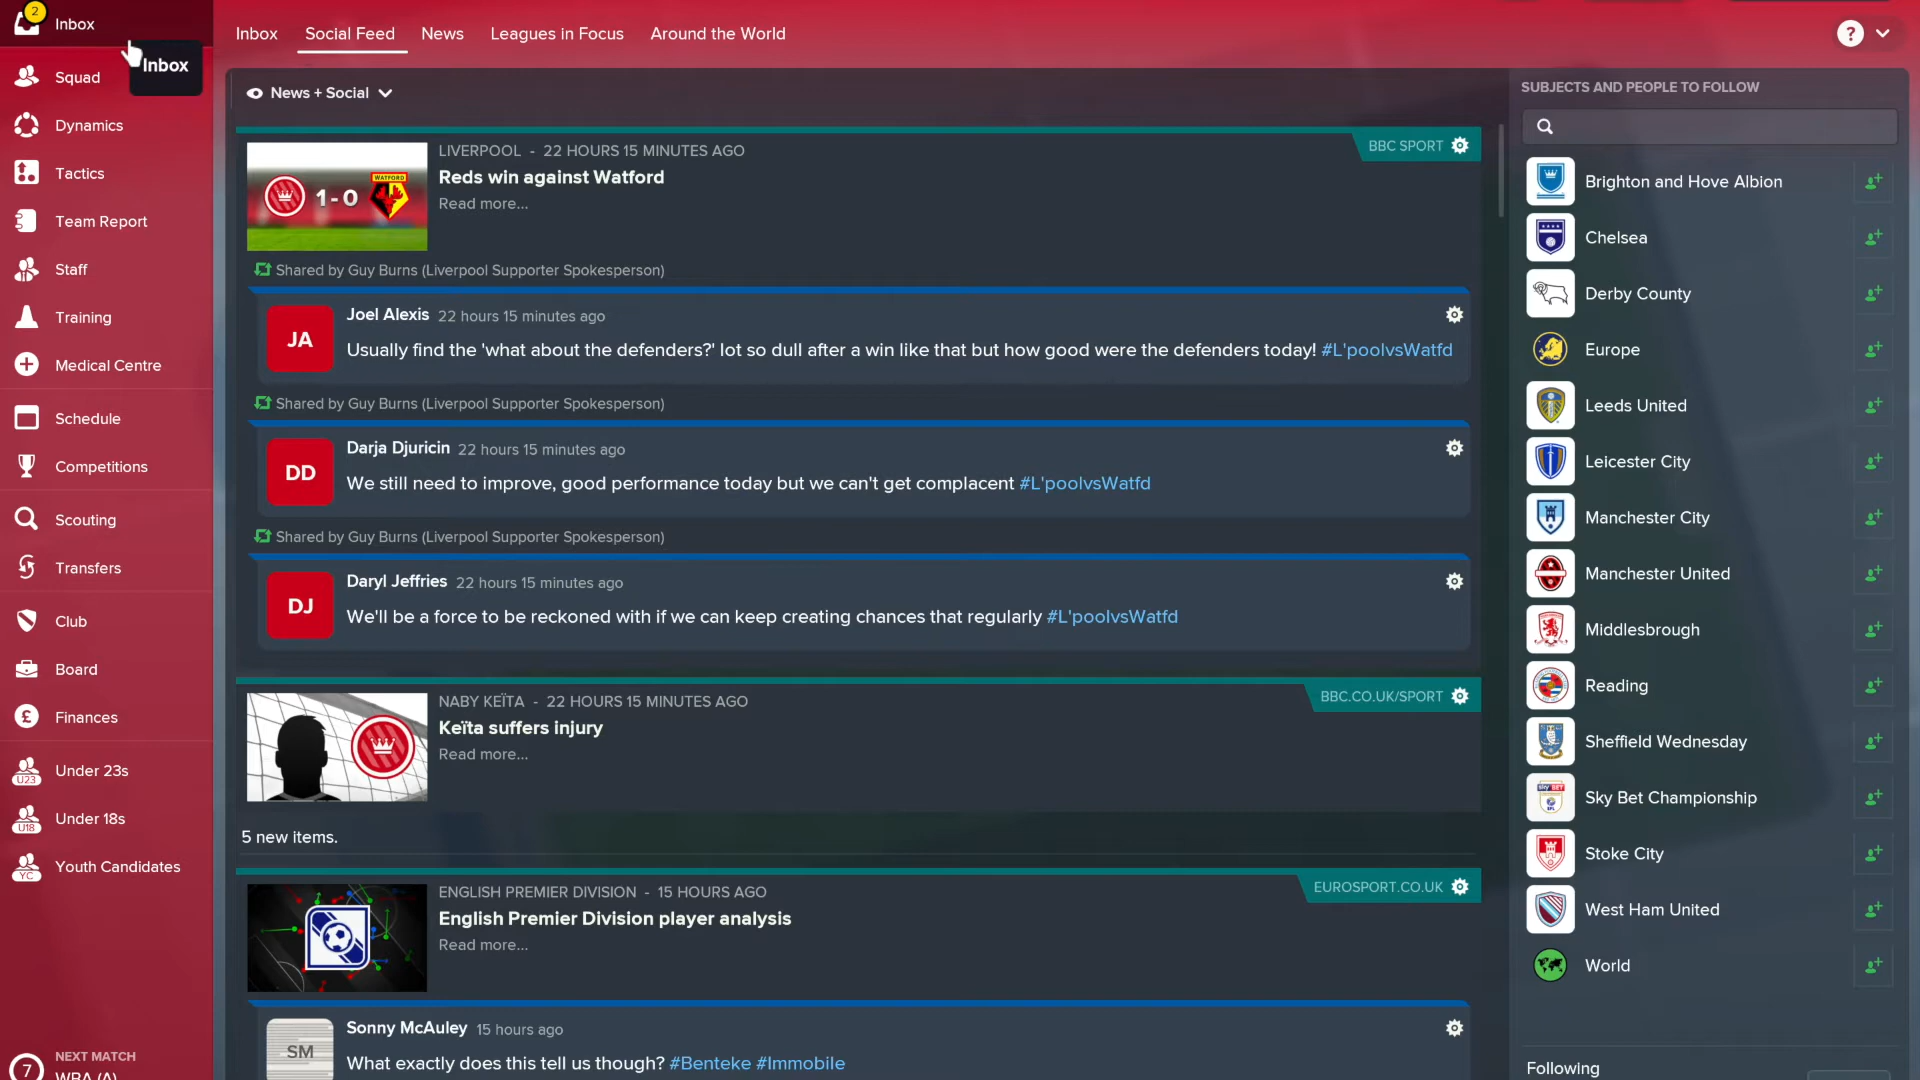 2
Inbox
Inbox
Squad
Dynamics
Tactics
Team Report
Staff
Training
Medical Centre
Schedule
Competitions
Scouting
Transfers
Club
Board
£
Finances
U23
Under 23s
U18
Under 18s
YC
Youth Candidates
7
NEXT MATCH
WBA (A)
Inbox Social Feed News Leagues in Focus Around the World
?
News + Social
LIVERPOOL - 22 HOURS 15 MINUTES AGO
BBC SPORT
1 - 0
WATFORD
Reds win against Watford
Read more...
Shared by Guy Burns (Liverpool Supporter Spokesperson)
JA
Joel Alexis 22 hours 15 minutes ago
Usually find the 'what about the defenders?' lot so dull after a win like that but how good were the defenders today! #L'poolvsWatfd
Shared by Guy Burns (Liverpool Supporter Spokesperson)
DD
Darja Djuricin 22 hours 15 minutes ago
We still need to improve, good performance today but we can't get complacent #L'poolvsWatfd
Shared by Guy Burns (Liverpool Supporter Spokesperson)
DJ
Daryl Jeffries 22 hours 15 minutes ago
We'll be a force to be reckoned with if we can keep creating chances that regularly #L'poolvsWatfd
NABY KEÏTA - 22 HOURS 15 MINUTES AGO
BBC.CO.UK/SPORT
Keïta suffers injury
Read more...
5 new items.
ENGLISH PREMIER DIVISION - 15 HOURS AGO
EUROSPORT.CO.UK
English Premier Division player analysis
Read more...
SM
Sonny McAuley 15 hours ago
What exactly does this tell us though? #Benteke #Immobile
SUBJECTS AND PEOPLE TO FOLLOW
Brighton and Hove Albion
Chelsea
Derby County
Europe
Leeds United
Leicester City
Manchester City
Manchester United
Middlesbrough
Reading
Sheffield Wednesday
sky BET
EFL
Sky Bet Championship
Stoke City
West Ham United
World
Following